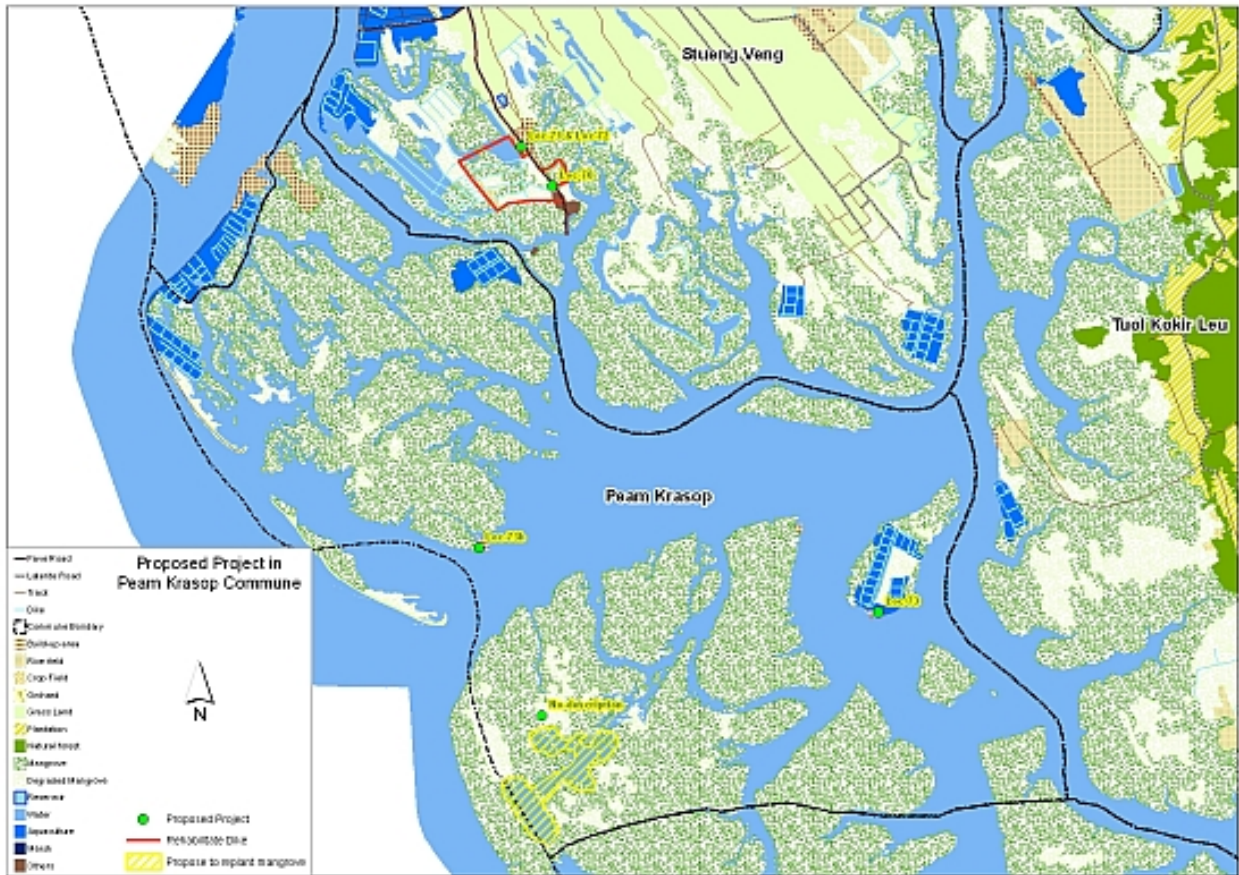 Stueng Veng
Tuol Kokir Leu
Peam Krasop
No description
Proposed Project in
Peam Krasop Commune
N
Pave Road
Laterite Road
Track
Dike
Commune Boundary
Built-up area
Rice field
Crop Field
Orchard
Grass Land
Plantation
Natural forest
Mangrove
Degraded Mangrove
Reservoir
Water
Aquaculture
Marsh
Others
Proposed Project
Rehabilitate Dike
Propose to replant mangrove